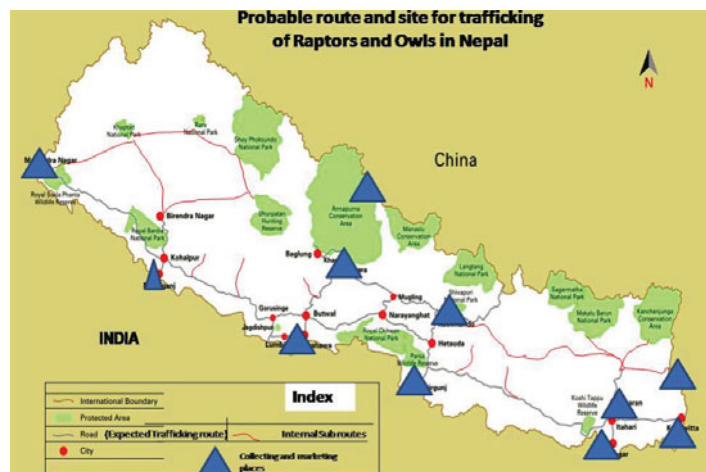 Probable route and site for trafficking
of Raptors and Owls in Nepal
N
China
Khaptad
National Park
Rara
National Park
Shey Phoksundo
National Park
Nagar
Royal Sukla Phanta
Wildlife Reserve
Annapurna
Conservation
Area
Birendra Nagar
Dhorpatan
Hunting
Reserve
Manaslu
Conservation
Area
Royal Bardia
National Park
Kohalpur
Baglung
Langtang
National Park
Sagarmatha
National Park
Makalu Barun
National Park
Kanchenjunga
Conservation
Area
Mugling
Shivapuri
National Park
Gorusinge
Butwal
Narayanghat
Jagdishpur
Royal Chitwan
National Park
Hetauda
INDIA
Parsa
Wildlife Reserve
Koshi Tappu
Wildlife
Reserve
Itahari
Index
International Boundary
Protected Area
Road (Expected Trafficking route)
Internal Sub routes
City
Collecting and marketing
places